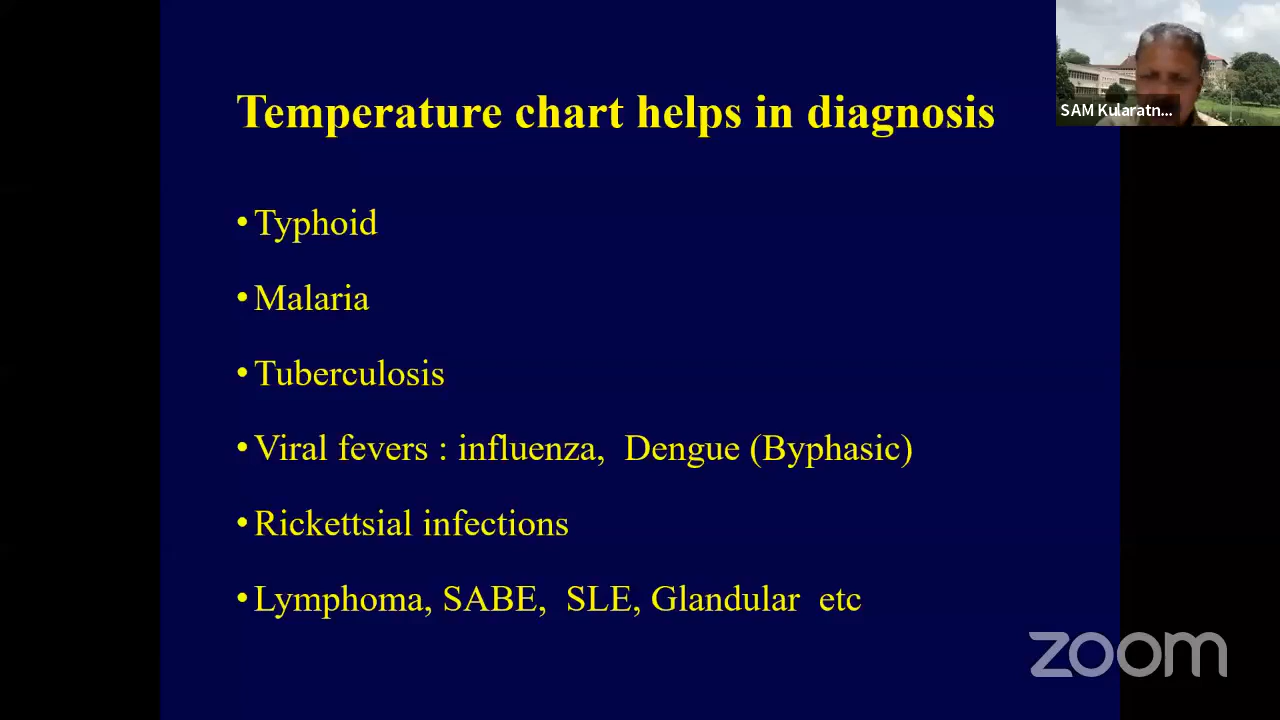 Temperature chart helps in diagnosis
SAM Kularatn...
• Typhoid
• Malaria
• Tuberculosis
• Viral fevers : influenza, Dengue (Byphasic)
• Rickettsial infections
• Lymphoma, SABE, SLE, Glandular etc
zoom